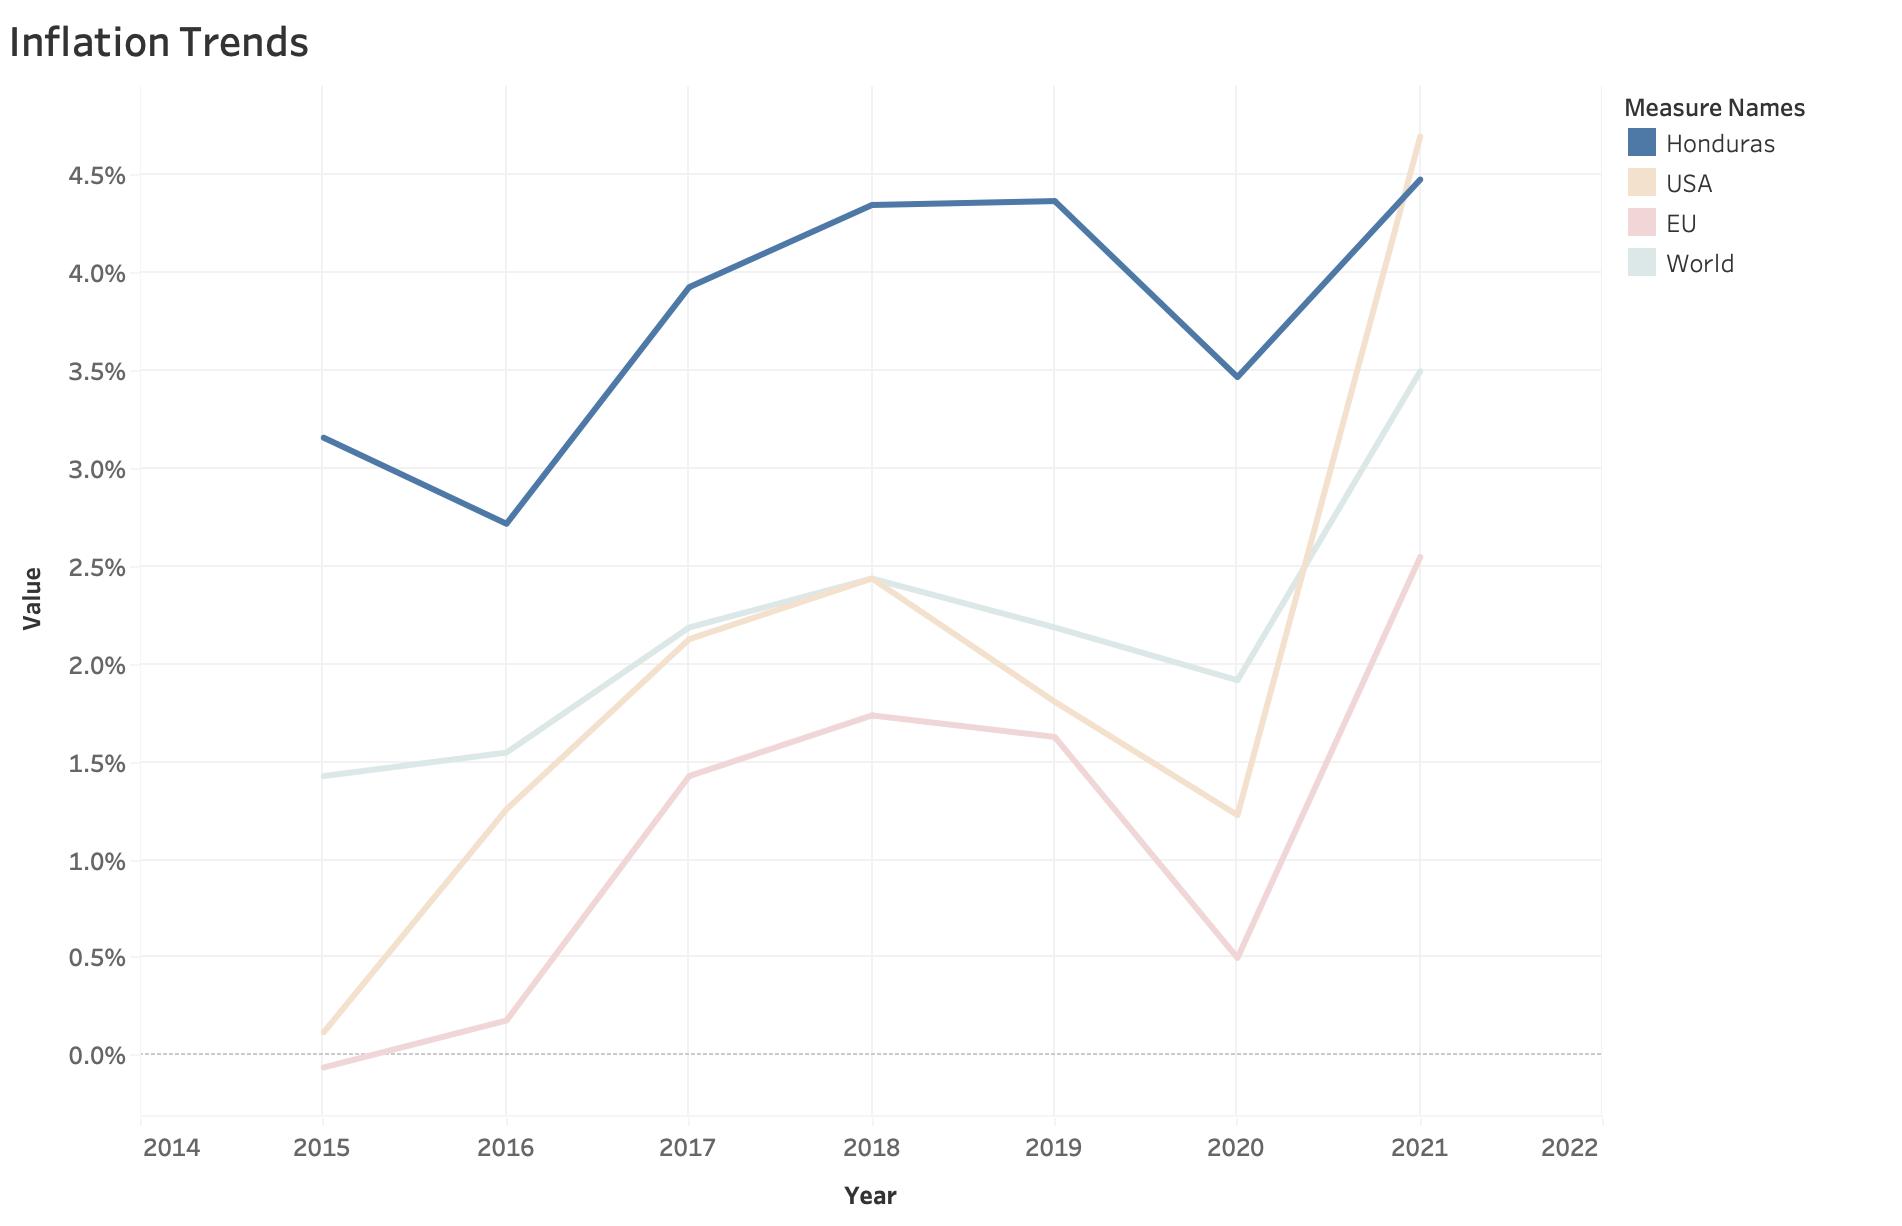 Inflation Trends
Measure Names
Honduras
USA
EU
World
4.5%
4.0%
3.5%
3.0%
2.5%
2.0%
1.5%
1.0%
0.5%
0.0%
Value
2014 2015 2016 2017 2018 2019 2020 2021 2022
Year